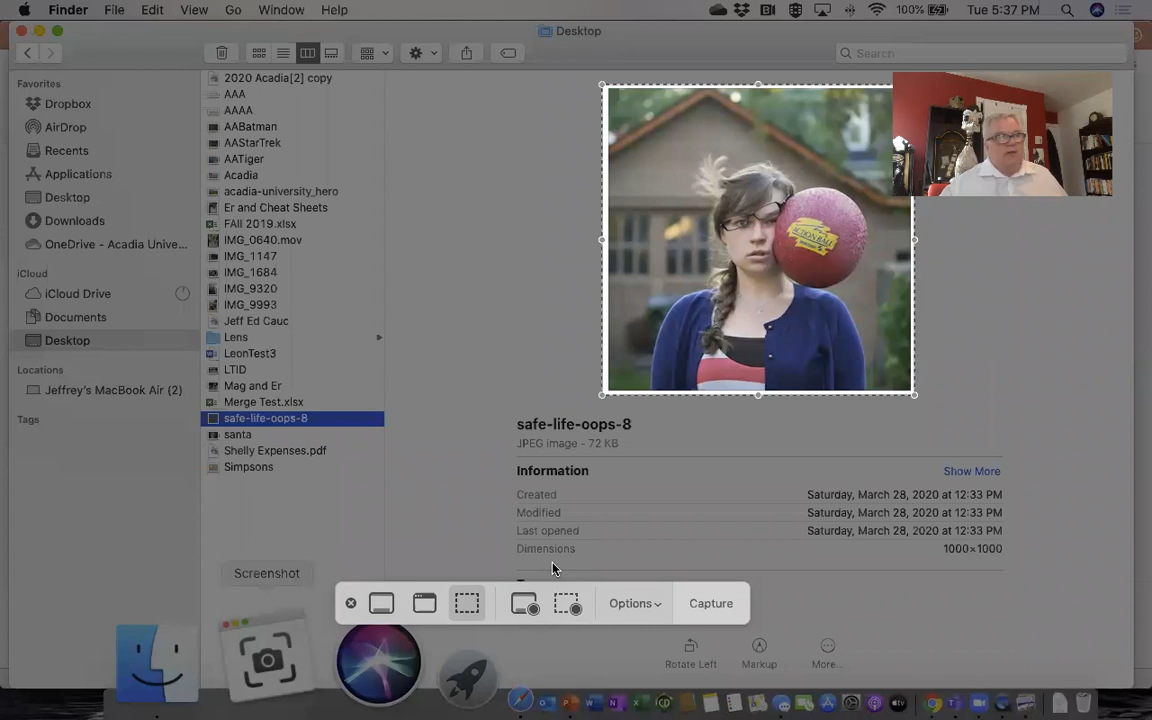 Finder File Edit View Go Window Help 100% Tue 5:37 PM
Desktop
Search
Favorites
Dropbox
AirDrop
Recents
Applications
Desktop
Downloads
OneDrive - Acadia Unive...
iCloud
iCloud Drive
Documents
Desktop
Locations
Jeffrey's MacBook Air (2)
Tags
2020 Acadia[2] copy
AAA
AAAA
AABatman
AAStarTrek
AATiger
Acadia
acadia-university_hero
Er and Cheat Sheets
FAll 2019.xlsx
IMG_0640.mov
IMG_1147
IMG_1684
IMG_9320
IMG_9993
Jeff Ed Cauc
Lens
LeonTest3
LTID
Mag and Er
Merge Test.xlsx
safe-life-oops-8
santa
Shelly Expenses.pdf
Simpsons
ACTION BALL
safe-life-oops-8
JPEG image - 72 KB
Information Show More
Created Saturday, March 28, 2020 at 12:33 PM
Modified Saturday, March 28, 2020 at 12:33 PM
Last opened Saturday, March 28, 2020 at 12:33 PM
Dimensions 1000×1000
Screenshot
Options Capture
Rotate Left Markup More...